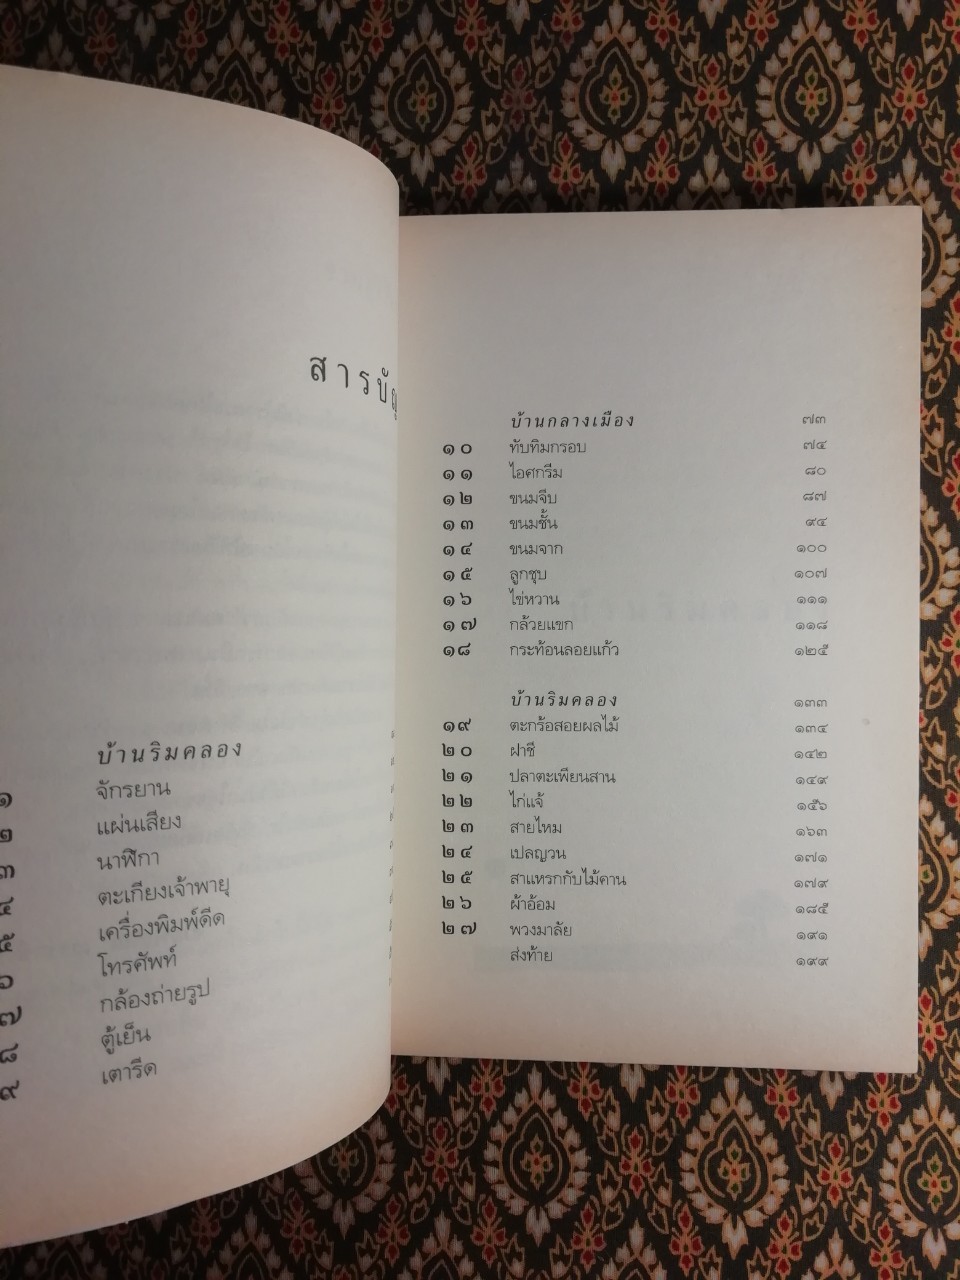 สารบัญ
บ้านริมคลอง
๑ จักรยาน
๒ แผ่นเสียง
๓ นาฬิกา
๔ ตะเกียงเจ้าพายุ
๕ เครื่องพิมพ์ดีด
๖ โทรศัพท์
๗ กล้องถ่ายรูป
๘ ตู้เย็น
๙ เตารีด
บ้านกลางเมือง ๗๓
๑๐ ทับทิมกรอบ ๗๔
๑๑ ไอศกรีม ๘๐
๑๒ ขนมจีบ ๘๗
๑๓ ขนมชั้น ๙๔
๑๔ ขนมจาก ๑๐๐
๑๕ ลูกชุบ ๑๐๗
๑๖ ไข่หวาน ๑๑๑
๑๗ กล้วยแขก ๑๑๘
๑๘ กระท้อนลอยแก้ว ๑๒๕
บ้านริมคลอง ๑๓๓
๑๙ ตะกร้อสอยผลไม้ ๑๓๔
๒๐ ฝาชี ๑๔๒
๒๑ ปลาตะเพียนสาน ๑๔๙
๒๒ ไก่แจ้ ๑๕๖
๒๓ สายไหม ๑๖๓
๒๔ เปลญวน ๑๗๑
๒๕ สาแหรกกับไม้คาน ๑๗๙
๒๖ ผ้าอ้อม ๑๘๕
๒๗ พวงมาลัย ๑๙๑
ส่งท้าย ๑๙๙